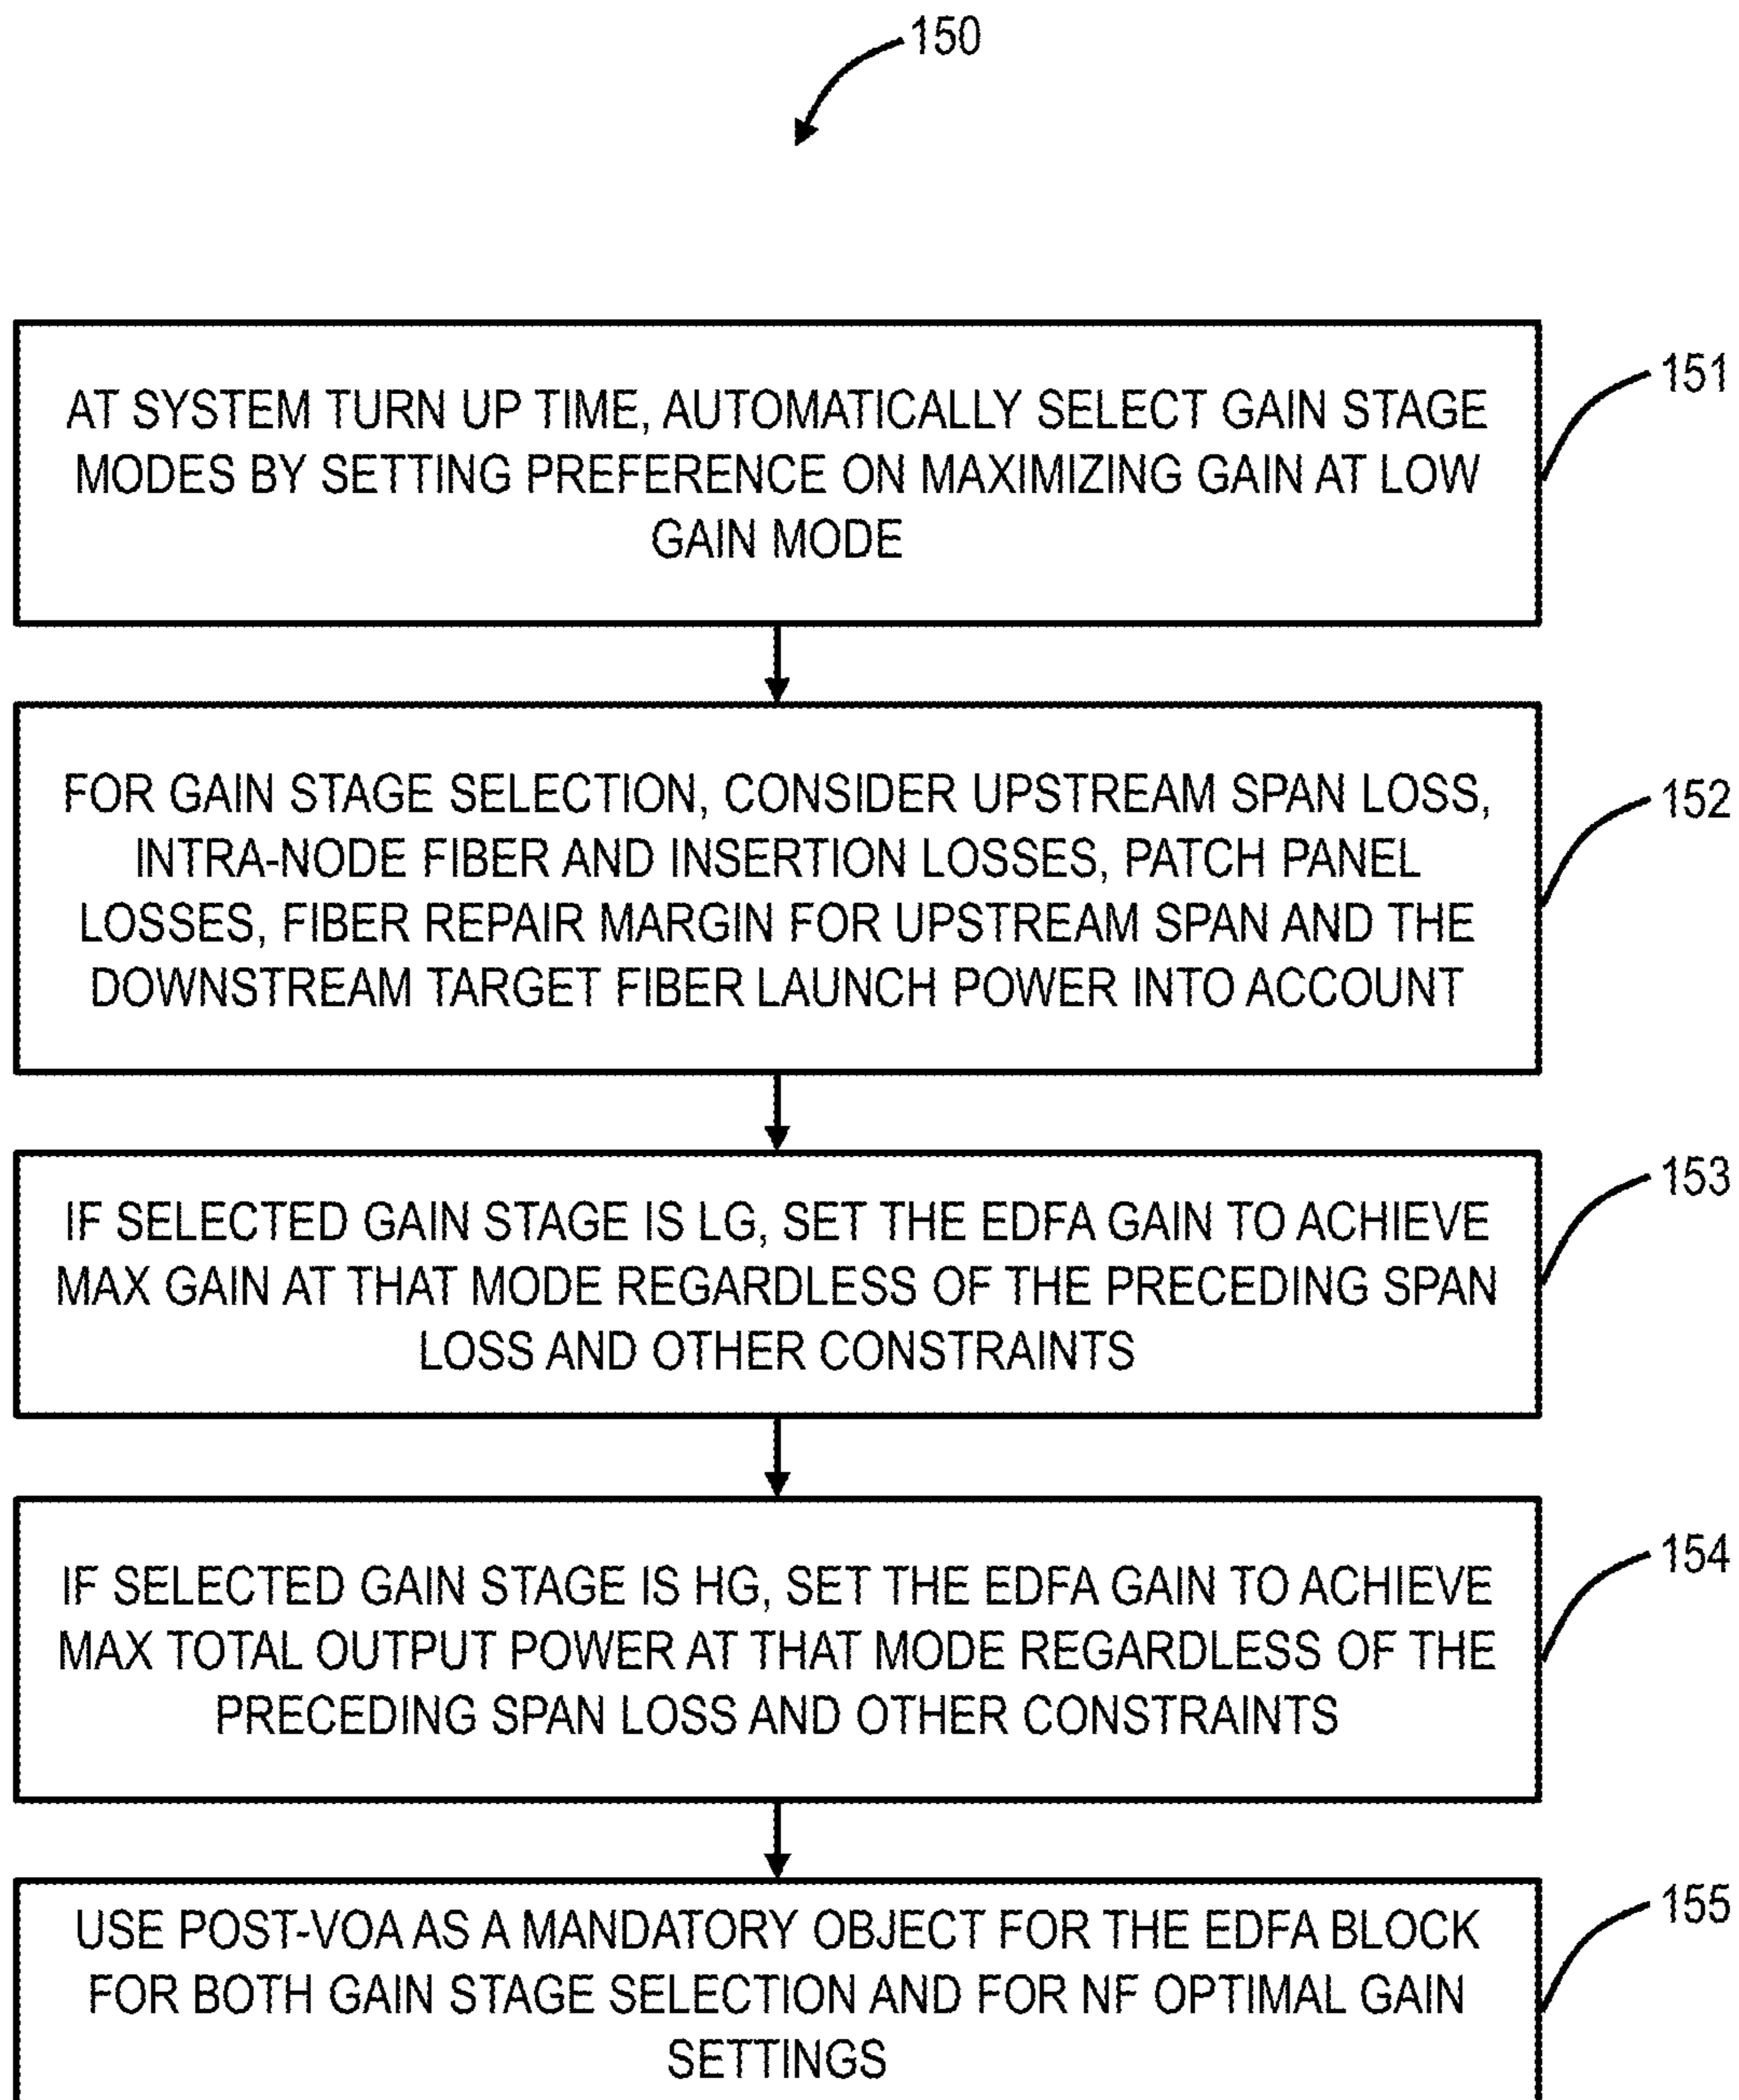 150
AT SYSTEM TURN UP TIME, AUTOMATICALLY SELECT GAIN STAGE
MODES BY SETTING PREFERENCE ON MAXIMIZING GAIN AT LOW
GAIN MODE
151
FOR GAIN STAGE SELECTION, CONSIDER UPSTREAM SPAN LOSS,
INTRA-NODE FIBER AND INSERTION LOSSES, PATCH PANEL
LOSSES, FIBER REPAIR MARGIN FOR UPSTREAM SPAN AND THE
DOWNSTREAM TARGET FIBER LAUNCH POWER INTO ACCOUNT
152
IF SELECTED GAIN STAGE IS LG, SET THE EDFA GAIN TO ACHIEVE
MAX GAIN AT THAT MODE REGARDLESS OF THE PRECEDING SPAN
LOSS AND OTHER CONSTRAINTS
153
IF SELECTED GAIN STAGE IS HG, SET THE EDFA GAIN TO ACHIEVE
MAX TOTAL OUTPUT POWER AT THAT MODE REGARDLESS OF THE
PRECEDING SPAN LOSS AND OTHER CONSTRAINTS
154
USE POST-VOA AS A MANDATORY OBJECT FOR THE EDFA BLOCK
FOR BOTH GAIN STAGE SELECTION AND FOR NF OPTIMAL GAIN
SETTINGS
155